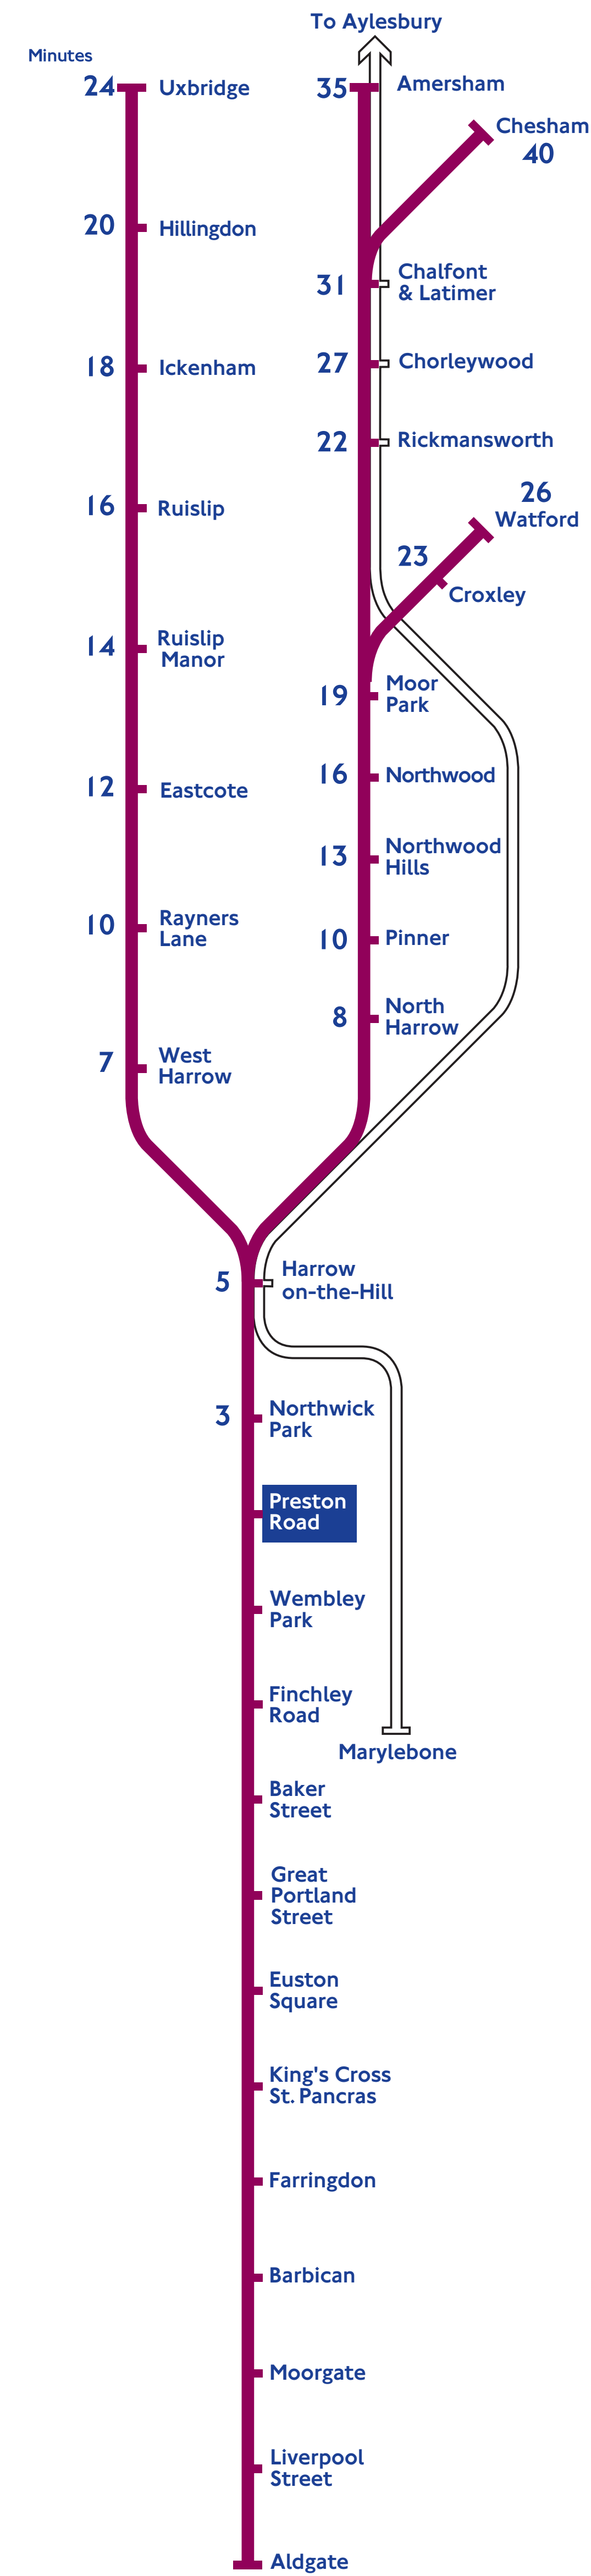 To Aylesbury
Minutes
24 Uxbridge
20 Hillingdon
18 Ickenham
16 Ruislip
14 Ruislip
Manor
12 Eastcote
10 Rayners
Lane
7 West
Harrow
35 Amersham
Chesham
40
31 Chalfont
& Latimer
27 Chorleywood
22 Rickmansworth
26
Watford
23
Croxley
19 Moor
Park
16 Northwood
13 Northwood
Hills
10 Pinner
8 North
Harrow
5 Harrow
on-the-Hill
3 Northwick
Park
Preston
Road
Wembley
Park
Finchley
Road
Marylebone
Baker
Street
Great
Portland
Street
Euston
Square
King's Cross
St. Pancras
Farringdon
Barbican
Moorgate
Liverpool
Street
Aldgate